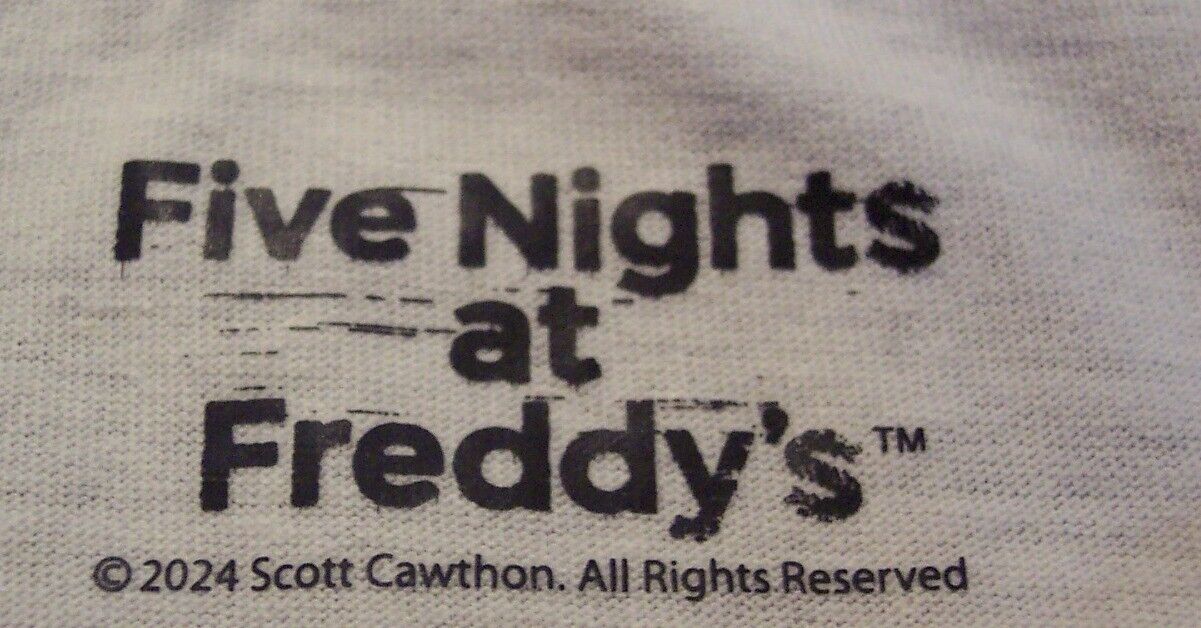 Five Nights
at
Freddy's™
©2024 Scott Cawthon. All Rights Reserved